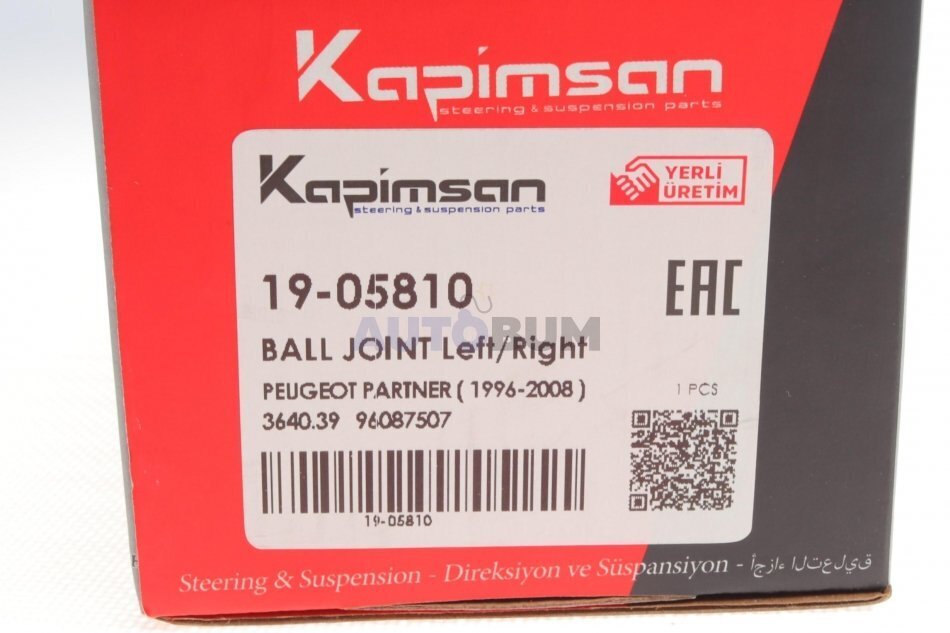 Kapimsan
steering & suspension parts
Kapimsan
steering & suspension parts
YERLİ
ÜRETİM
19-05810
EAC
AUTOBUM
BALL JOINT Left/Right
PEUGEOT PARTNER ( 1996-2008 )
1 PCS
3640.39 96087507
19-05810
Steering & Suspension - Direksiyon ve Süspansiyon - أجزاء التعليق